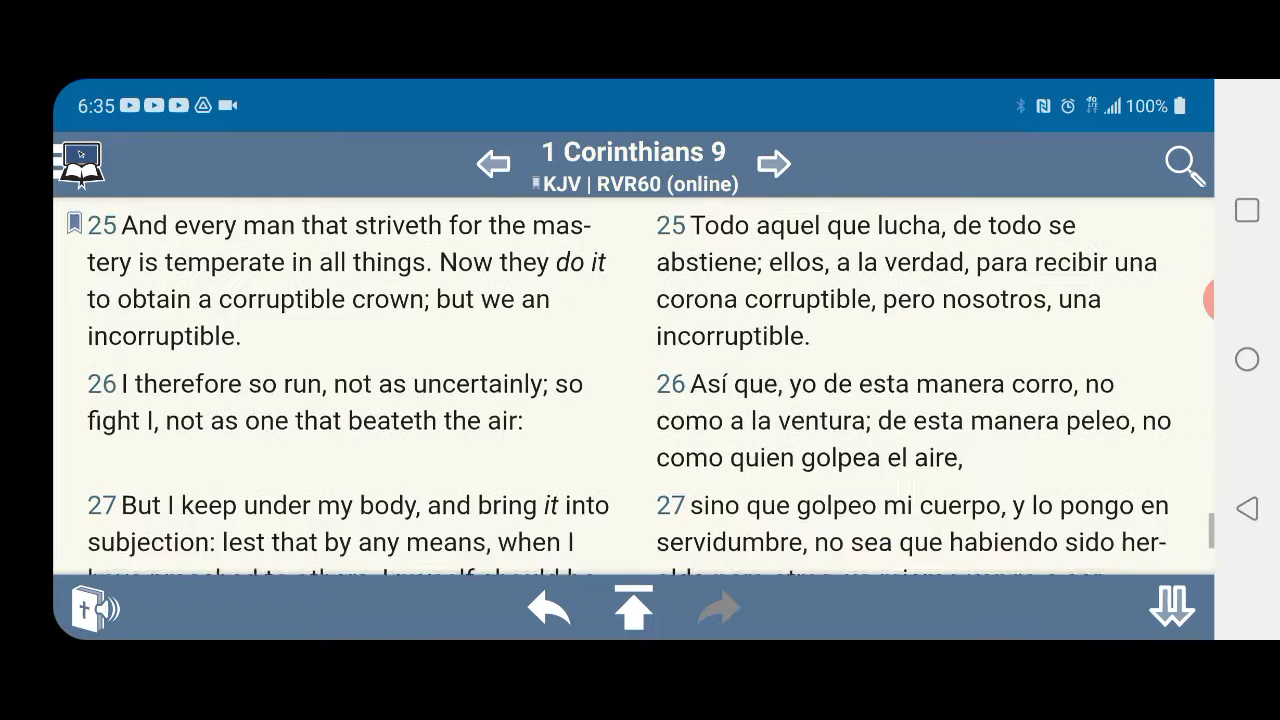 6:35
100%
1 Corinthians 9
KJV | RVR60 (online)
25 And every man that striveth for the mas-
tery is temperate in all things. Now they do it
to obtain a corruptible crown; but we an
incorruptible.
26 I therefore so run, not as uncertainly; so
fight I, not as one that beateth the air:
27 But I keep under my body, and bring it into
subjection: lest that by any means, when I
25 Todo aquel que lucha, de todo se
abstiene; ellos, a la verdad, para recibir una
corona corruptible, pero nosotros, una
incorruptible.
26 Así que, yo de esta manera corro, no
como a la ventura; de esta manera peleo, no
como quien golpea el aire,
27 sino que golpeo mi cuerpo, y lo pongo en
servidumbre, no sea que habiendo sido her-